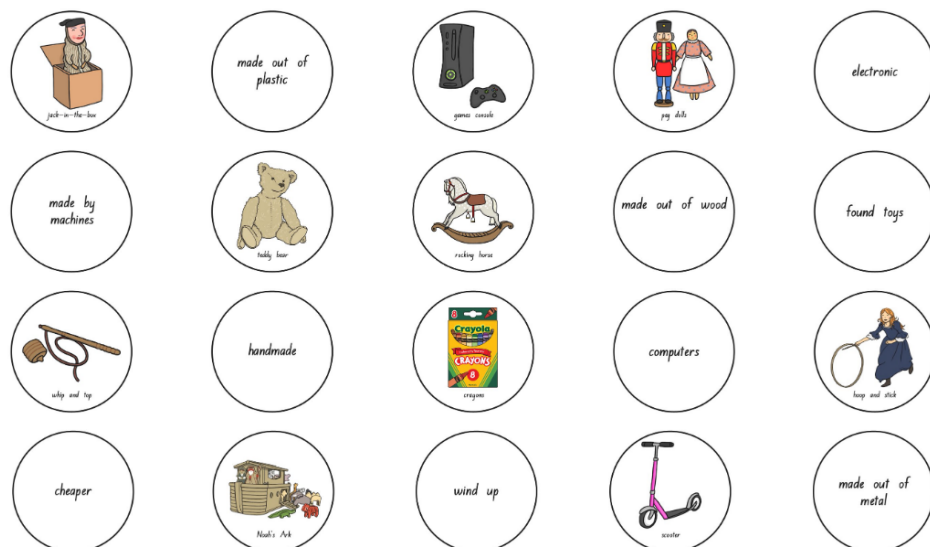 jack-in-the-box
made out of
plastic
games console
peg dolls
electronic
made by
machines
teddy bear
rocking horse
made out of wood
found toys
whip and top
handmade
8
Crayola
CRAYONS
8
crayons
computers
hoop and stick
cheaper
Noah's Ark
wind up
scooter
made out of
metal